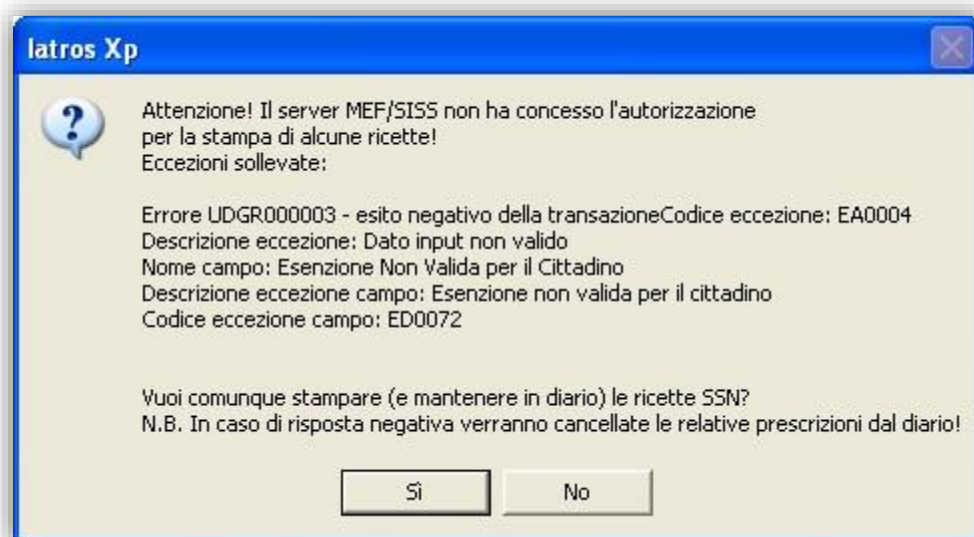 Iatros Xp
Attenzione! Il server MEF/SISS non ha concesso l'autorizzazione
per la stampa di alcune ricette!
Eccezioni sollevate:
Errore UDGR000003 - esito negativo della transazioneCodice eccezione: EA0004
Descrizione eccezione: Dato input non valido
Nome campo: Esenzione Non Valida per il Cittadino
Descrizione eccezione campo: Esenzione non valida per il cittadino
Codice eccezione campo: ED0072
Vuoi comunque stampare (e mantenere in diario) le ricette SSN?
N.B. In caso di risposta negativa verranno cancellate le relative prescrizioni dal diario!
Sì
No